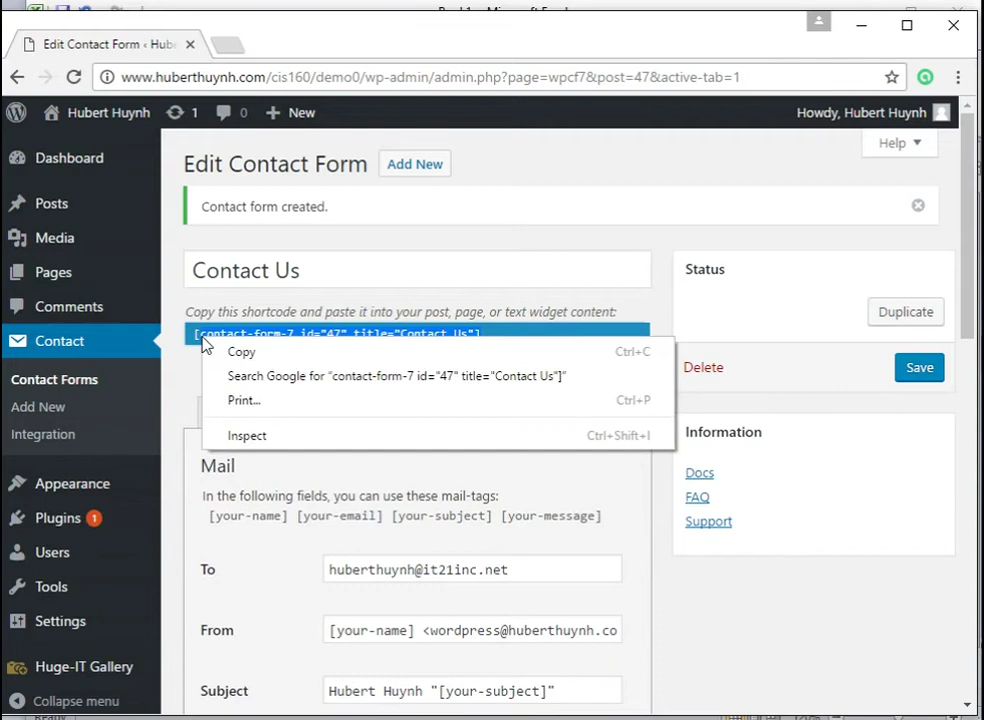 Edit Contact Form ‹ Hub
www.huberthuynh.com/cis160/demo0/wp-admin/admin.php?page=wpcf7&post=47&active-tab=1
Hubert Huynh 1 0 New Howdy, Hubert Huynh
Dashboard
Posts
Media
Pages
Comments
Contact
Contact Forms
Add New
Integration
Appearance
Plugins 1
Users
Tools
Settings
Huge-IT Gallery
Collapse menu
Help
Edit Contact Form Add New
Contact form created.
Contact Us
Copy this shortcode and paste it into your post, page, or text widget content:
[contact-form-7 id="47" title="Contact Us"]
Copy Ctrl+C
Search Google for “contact-form-7 id="47" title="Contact Us"]”
Print... Ctrl+P
Inspect Ctrl+Shift+I
Mail
In the following fields, you can use these mail-tags:
[your-name] [your-email] [your-subject] [your-message]
To huberthuynh@it21inc.net
From [your-name] <wordpress@huberthuynh.co
Subject Hubert Huynh "[your-subject]"
Status
Duplicate
Delete Save
Information
Docs
FAQ
Support